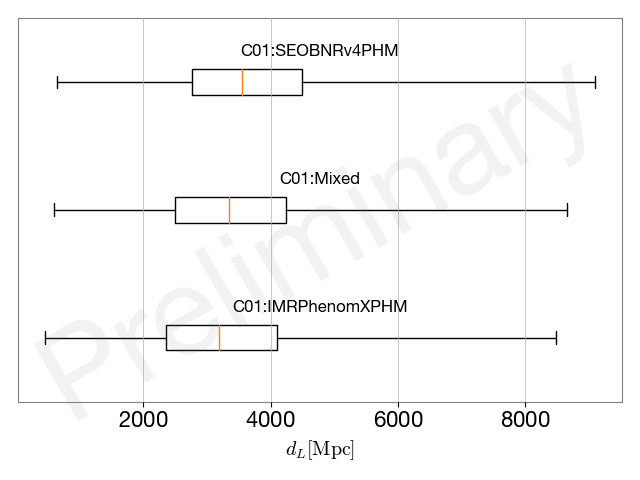 C01:SEOBNRv4PHM
C01:Mixed
C01:IMRPhenomXPHM
Preliminary
2000 4000 6000 8000
d_L[Mpc]